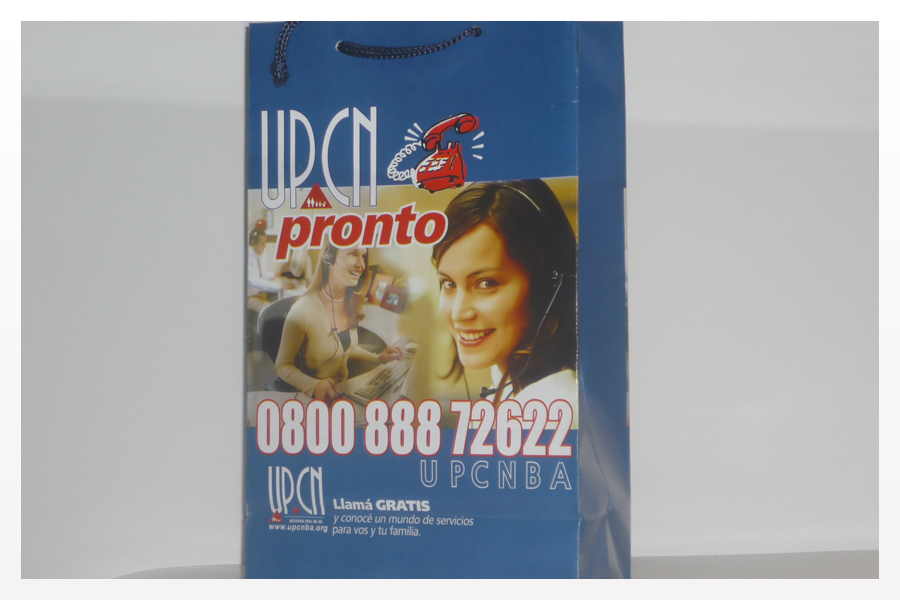 UPCN
pronto
0800 888 72622
UPCNBA
UPCN
www.upcnba.org
Llamá GRATIS
y conocé un mundo de servicios
para vos y tu familia.